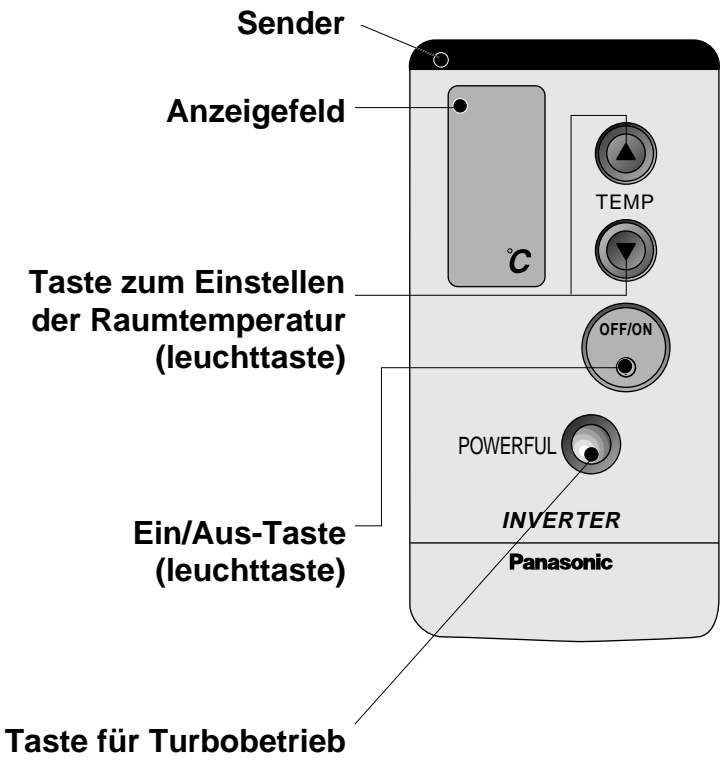 Sender
Anzeigefeld
TEMP
°C
Taste zum Einstellen
der Raumtemperatur
(leuchttaste)
OFF/ON
POWERFUL
Ein/Aus-Taste
(leuchttaste)
INVERTER
Panasonic
Taste für Turbobetrieb